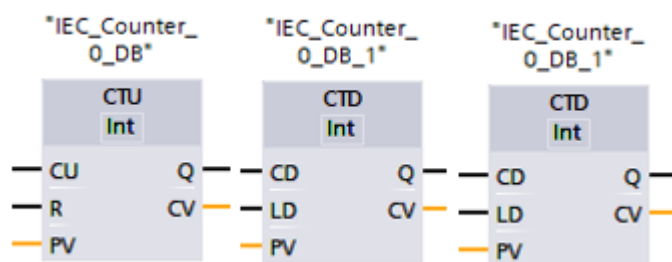 "IEC_Counter_
0_DB"
CTU
Int
CU Q
R CV
PV
"IEC_Counter_
0_DB_1"
CTD
Int
CD Q
LD CV
PV
"IEC_Counter_
0_DB_1"
CTD
Int
CD Q
LD CV
PV